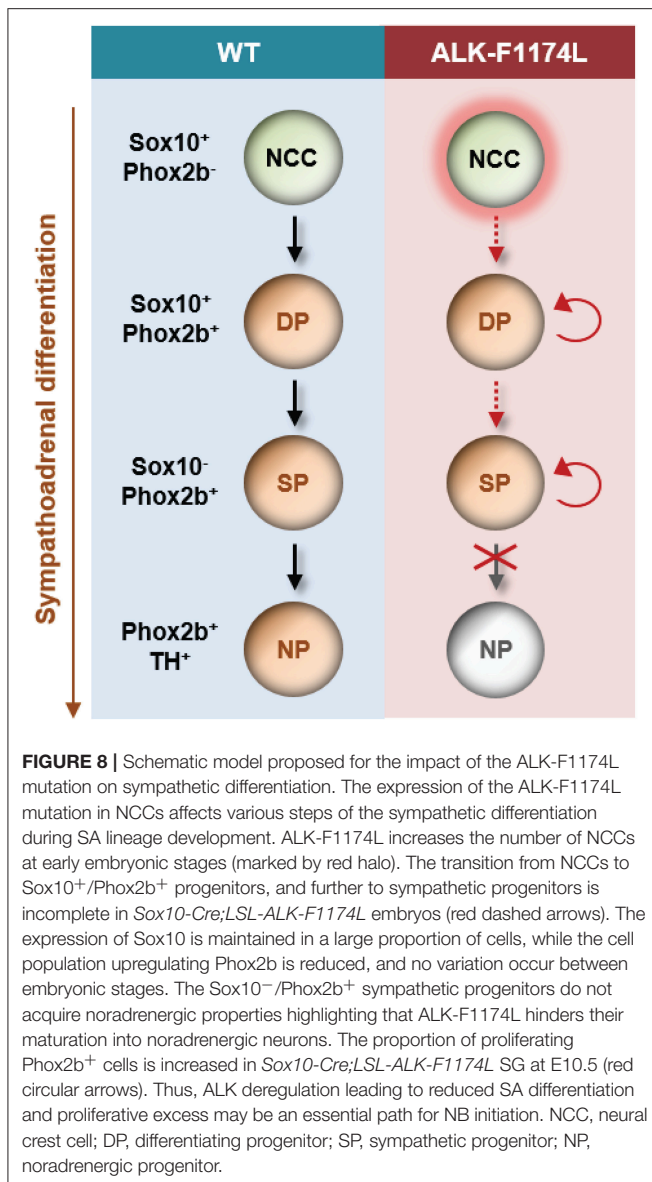 WT
ALK-F1174L
Sympathoadrenal differentiation
Sox10+
Phox2b-
NCC
NCC
Sox10+
Phox2b+
DP
DP
Sox10-
Phox2b+
SP
SP
Phox2b+
TH+
NP
NP
FIGURE 8 | Schematic model proposed for the impact of the ALK-F1174L
mutation on sympathetic differentiation. The expression of the ALK-F1174L
mutation in NCCs affects various steps of the sympathetic differentiation
during SA lineage development. ALK-F1174L increases the number of NCCs
at early embryonic stages (marked by red halo). The transition from NCCs to
Sox10+/Phox2b+ progenitors, and further to sympathetic progenitors is
incomplete in Sox10-Cre;LSL-ALK-F1174L embryos (red dashed arrows). The
expression of Sox10 is maintained in a large proportion of cells, while the cell
population upregulating Phox2b is reduced, and no variation occur between
embryonic stages. The Sox10−/Phox2b+ sympathetic progenitors do not
acquire noradrenergic properties highlighting that ALK-F1174L hinders their
maturation into noradrenergic neurons. The proportion of proliferating
Phox2b+ cells is increased in Sox10-Cre;LSL-ALK-F1174L SG at E10.5 (red
circular arrows). Thus, ALK deregulation leading to reduced SA differentiation
and proliferative excess may be an essential path for NB initiation. NCC, neural
crest cell; DP, differentiating progenitor; SP, sympathetic progenitor; NP,
noradrenergic progenitor.